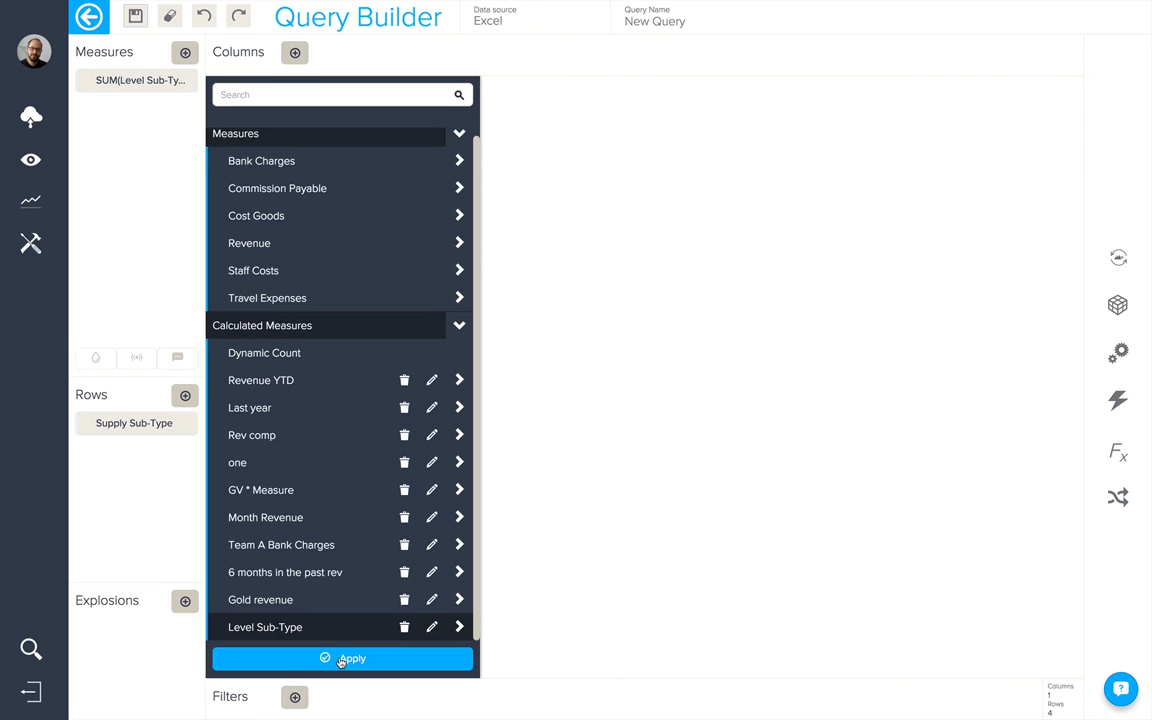 Query Builder
Data source
Excel
Query Name
New Query
Measures
SUM(Level Sub-Ty...
Columns
Search
Measures
Bank Charges
Commission Payable
Cost Goods
Revenue
Staff Costs
Travel Expenses
Calculated Measures
Dynamic Count
Revenue YTD
Last year
Rev comp
one
GV * Measure
Month Revenue
Team A Bank Charges
6 months in the past rev
Gold revenue
Level Sub-Type
Apply
Rows
Supply Sub-Type
Explosions
Filters
Columns
1
Rows
4
Fx